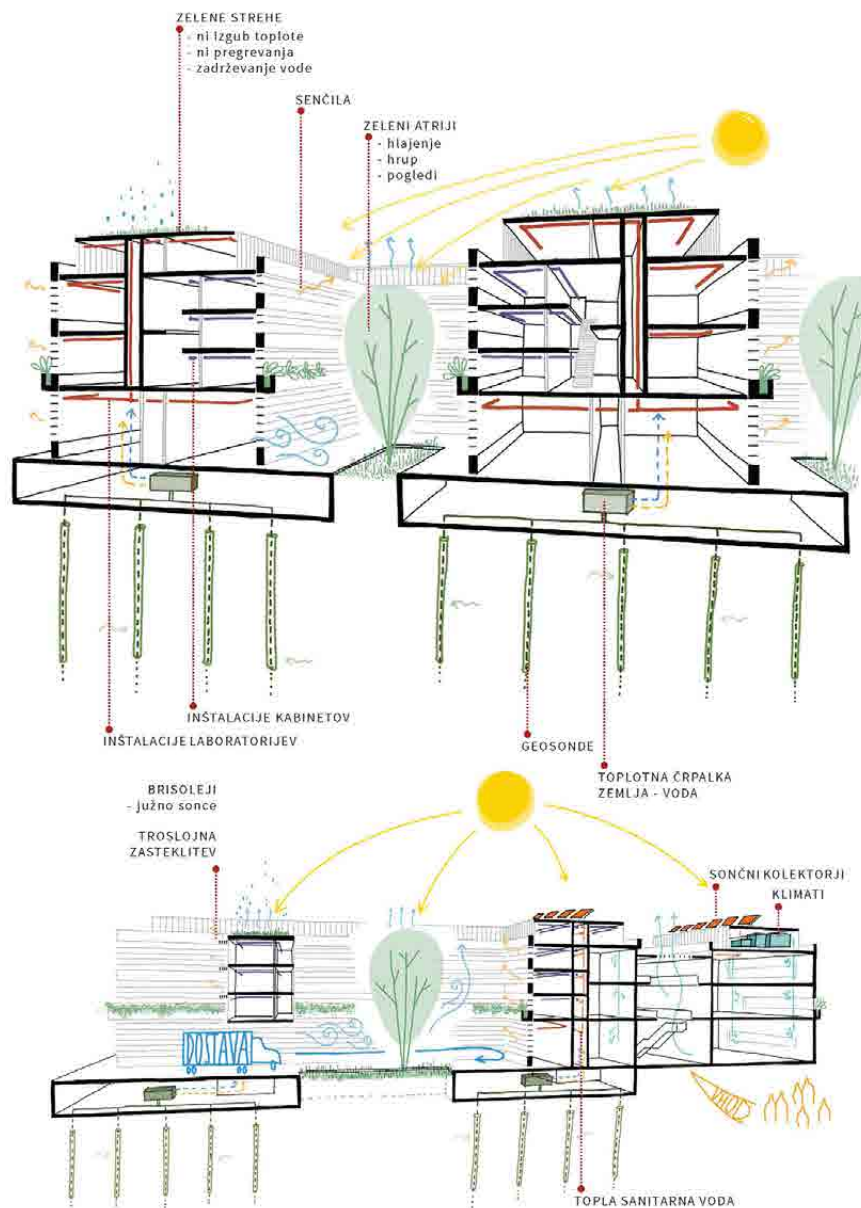 ZELENE STREHE
- ni izgub toplote
- ni pregrevanja
- zadrževanje vode
SENČILA
ZELENI ATRIJI
- hlajenje
- hrup
- pogledi
INŠTALACIJE KABINETOV
INŠTALACIJE LABORATORIJEV
GEOSONDE
TOPLOTNA ČRPALKA
ZEMLJA - VODA
BRISOLEJI
- južno sonce
TROSLOJNA
ZASTEKLITEV
SONČNI KOLEKTORJI
KLIMATI
DOSTAVA
VHOD
TOPLA SANITARNA VODA